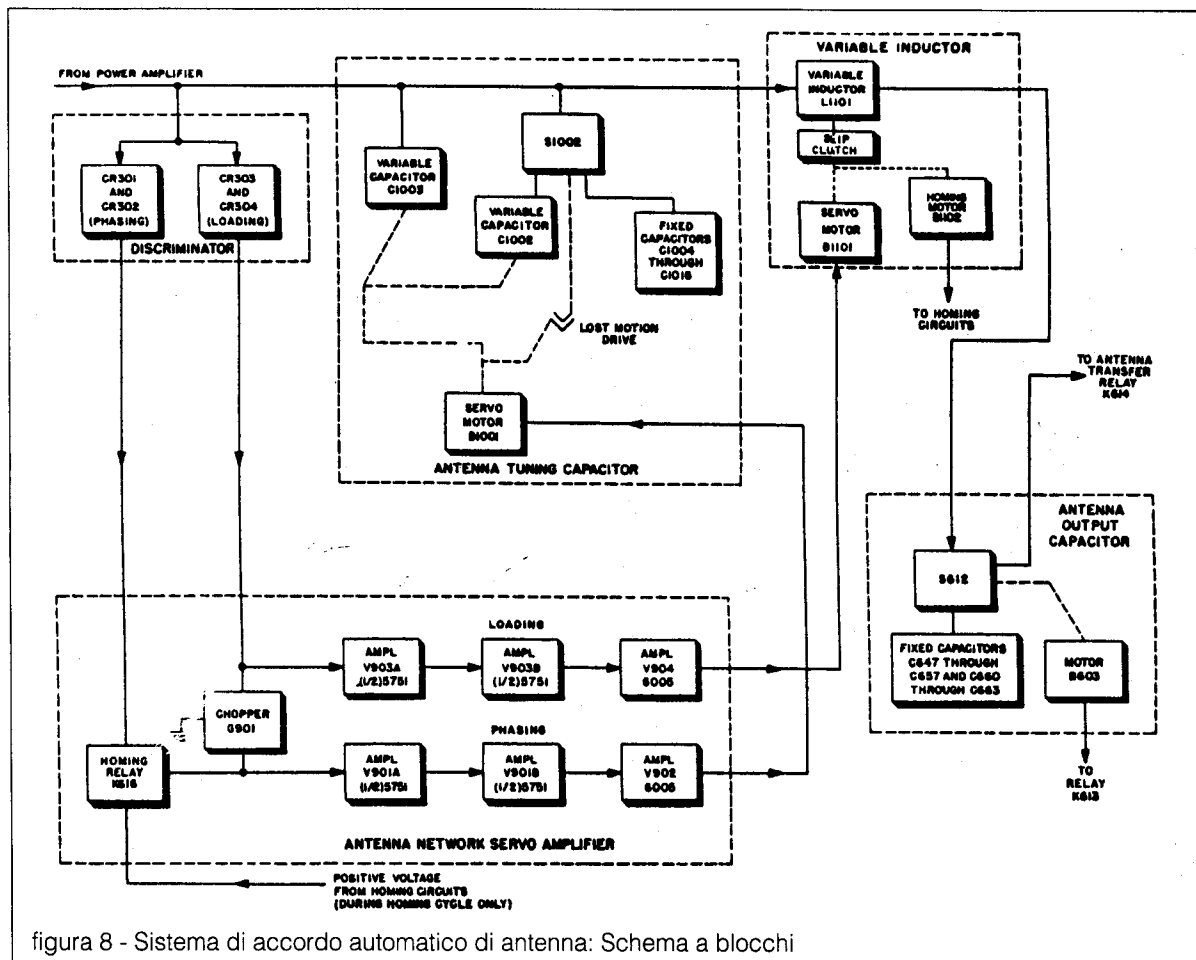 FROM POWER AMPLIFIER
CR301
AND
CR302
(PHASING)
CR303
AND
CR304
(LOADING)
DISCRIMINATOR
VARIABLE
CAPACITOR
C1003
S1002
VARIABLE
CAPACITOR
C1002
FIXED
CAPACITORS
C1004
THROUGH
C1016
LOST MOTION
DRIVE
SERVO
MOTOR
B1001
ANTENNA TUNING CAPACITOR
VARIABLE INDUCTOR
VARIABLE
INDUCTOR
L1101
SLIP
CLUTCH
SERVO
MOTOR
B1101
HOMING
MOTOR
B1102
TO HOMING
CIRCUITS
TO ANTENNA
TRANSFER
RELAY
K614
ANTENNA
OUTPUT
CAPACITOR
S612
FIXED CAPACITORS
C647 THROUGH
C657 AND C660
THROUGH C663
MOTOR
B603
TO
RELAY
K613
LOADING
AMPL
V903A
(1/2)5751
AMPL
V903B
(1/2)5751
AMPL
V904
6005
CHOPPER
G901
PHASING
HOMING
RELAY
K616
AMPL
V901A
(1/2)5751
AMPL
V901B
(1/2)5751
AMPL
V902
6005
ANTENNA NETWORK SERVO AMPLIFIER
POSITIVE VOLTAGE
FROM HOMING CIRCUITS
(DURING HOMING CYCLE ONLY)
figura 8 - Sistema di accordo automatico di antenna: Schema a blocchi